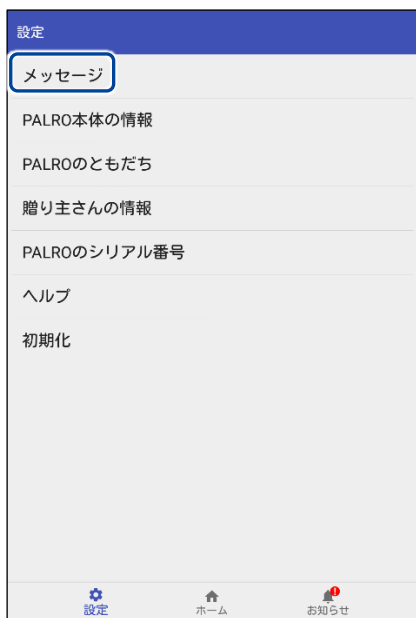 設定
メッセージ
PALRO本体の情報
PALROのともだち
贈り主さんの情報
PALROのシリアル番号
ヘルプ
初期化
設定
ホーム
お知らせ